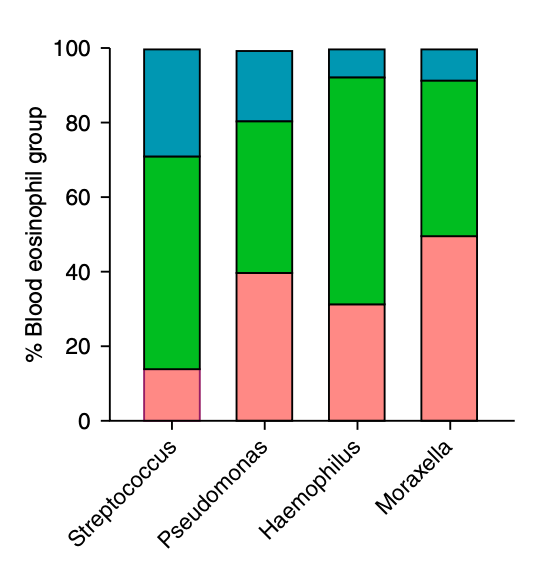 % Blood eosinophil group
100
80
60
40
20
0
Streptococcus
Pseudomonas
Haemophilus
Moraxella